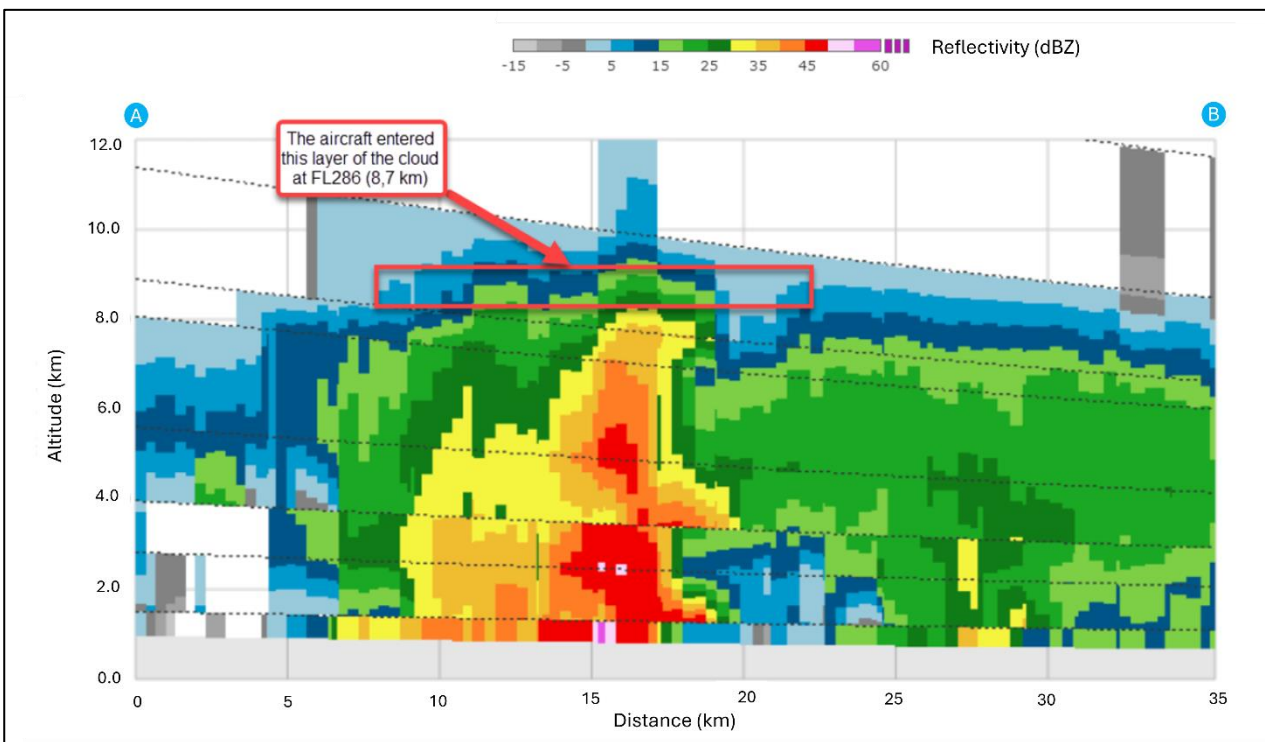 -15 -5 5 15 25 35 45 60 Reflectivity (dBZ)
A B
The aircraft entered
this layer of the cloud
at FL286 (8,7 km)
12.0
10.0
8.0
6.0
4.0
2.0
0.0
Altitude (km)
0 5 10 15 20 25 30 35
Distance (km)